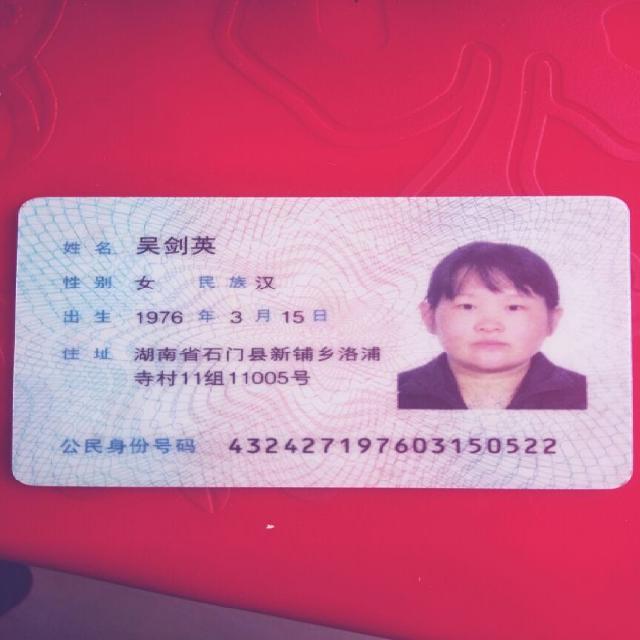 姓名 吴剑英
性别 女 民族 汉
出生 1976 年 3 月 15 日
住址 湖南省石门县新铺乡洛浦
寺村11组11005号
公民身份号码 432427197603150522